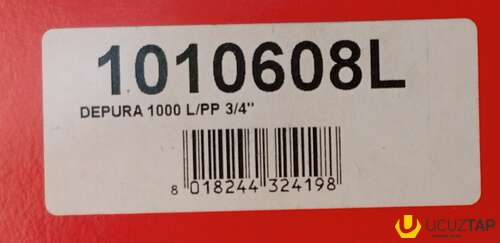 1010608L
DEPURA 1000 L/PP 3/4"
8 018244 324198
UCUZTAP